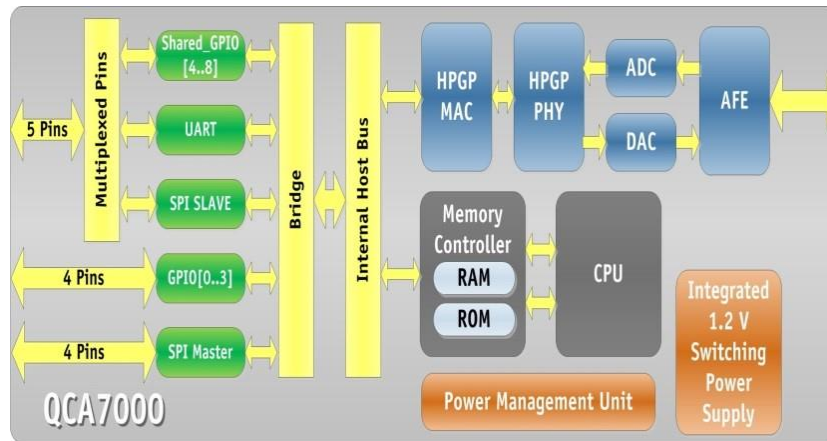 Shared_GPIO
[4..8]
5 Pins
Multiplexed Pins
UART
SPI SLAVE
4 Pins
GPIO[0..3]
4 Pins
SPI Master
Bridge
Internal Host Bus
HPGP
MAC
HPGP
PHY
ADC
DAC
AFE
Memory
Controller
RAM
ROM
CPU
Integrated
1.2 V
Switching
Power
Supply
Power Management Unit
QCA7000